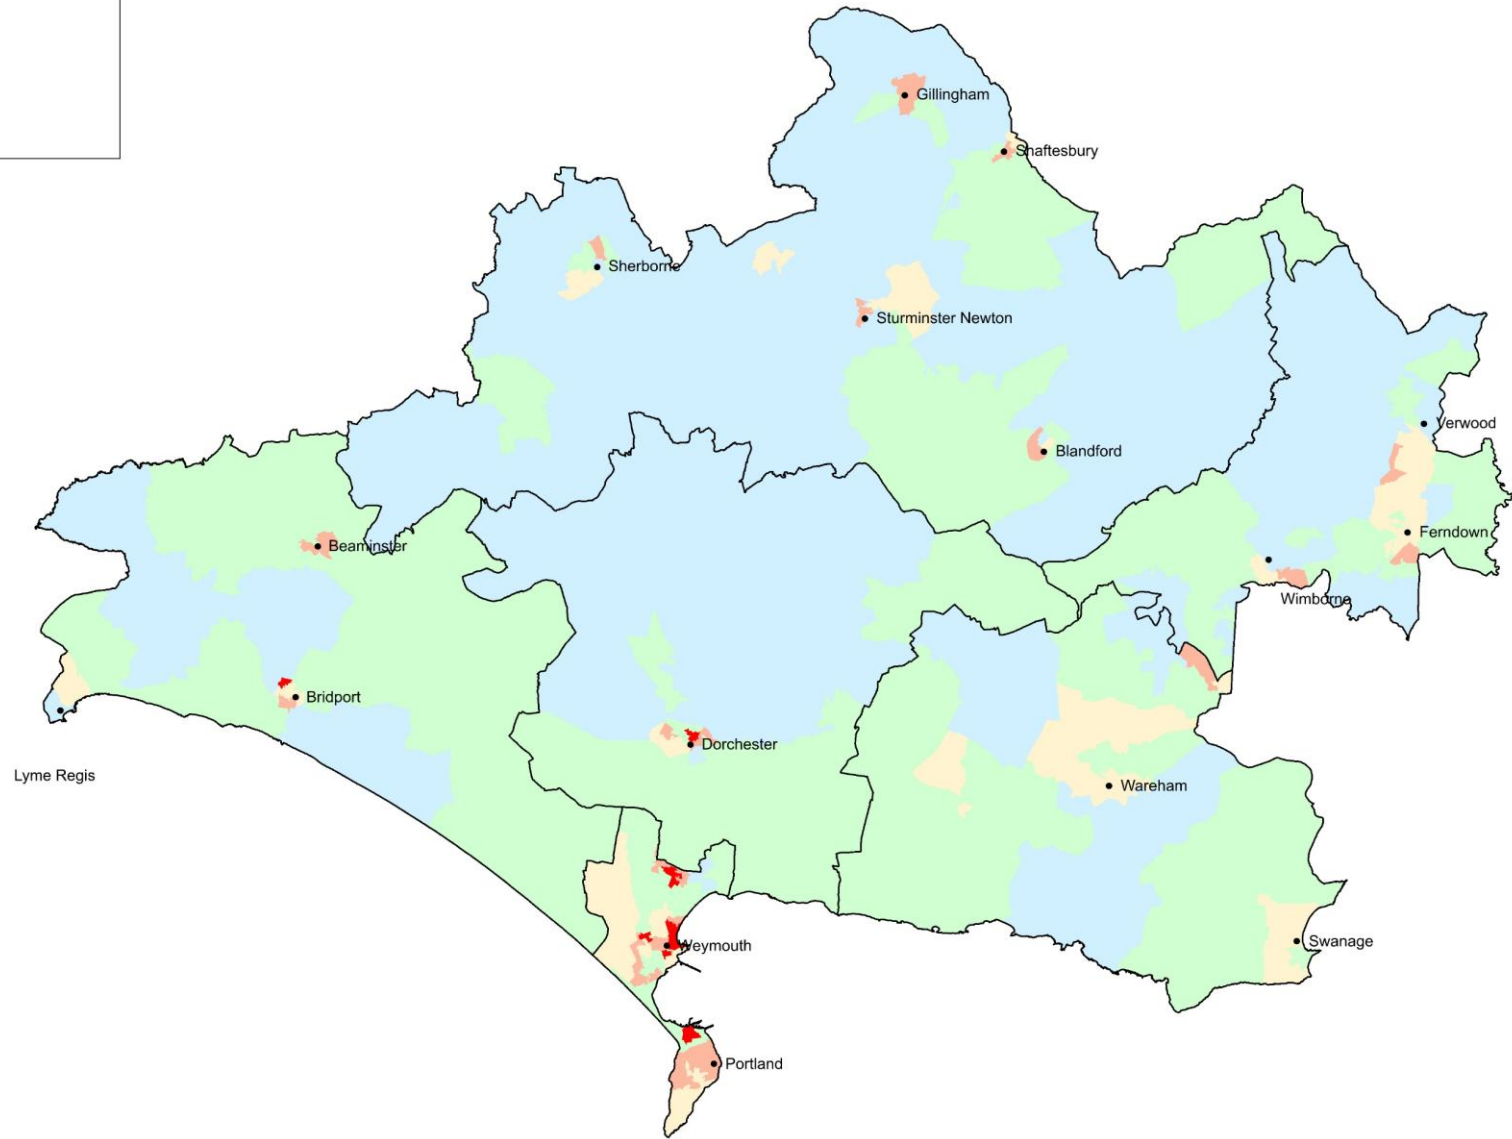 Gillingham
Shaftesbury
Sherborne
Sturminster Newton
Verwood
Blandford
Ferndown
Beaminster
Wimborne
Bridport
Dorchester
Lyme Regis
Wareham
Swanage
Weymouth
Portland